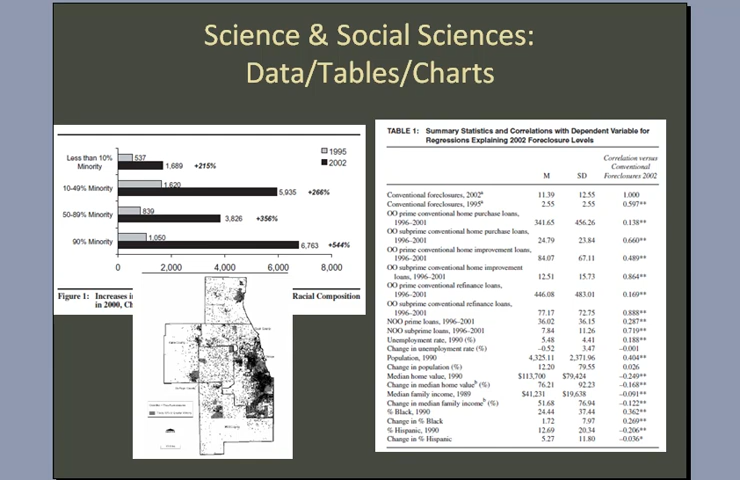 Science & Social Sciences:
Data/Tables/Charts
1995
2002
Less than 10%
Minority
537
1,689
+215%
10-49% Minority
1,620
5,935
+266%
50-89% Minority
839
3,826
+356%
90% Minority
1,050
6,763
+544%
0
2,000
4,000
6,000
8,000
Figure 1: Increases i
Racial Composition
in 2000, Ch
TABLE 1: Summary Statistics and Correlations with Dependent Variable for
Regressions Explaining 2002 Foreclosure Levels
Correlation versus
Conventional
M SD Foreclosures 2002
Conventional foreclosures, 2002a 11.39 12.55 1.000
Conventional foreclosures, 1995a 2.55 2.55 0.597**
OO prime conventional home purchase loans,
1996–2001 341.65 456.26 0.138**
OO subprime conventional home purchase loans,
1996–2001 24.79 23.84 0.660**
OO prime conventional home improvement loans,
1996–2001 84.07 67.11 0.489**
OO subprime conventional home improvement
loans, 1996–2001 12.51 15.73 0.864**
OO prime conventional refinance loans,
1996–2001 446.08 483.01 0.169**
OO subprime conventional refinance loans,
1996–2001 77.17 72.75 0.888**
NOO prime loans, 1996–2001 36.02 36.15 0.287**
NOO subprime loans, 1996–2001 7.84 11.26 0.719**
Unemployment rate, 1990 (%) 5.48 4.41 0.188**
Change in unemployment rate (%) –0.52 3.47 –0.001
Population, 1990 4,325.11 2,371.96 0.404**
Change in population (%) 12.20 79.55 0.026
Median home value, 1990 $113,700 $79,424 –0.249**
Change in median home valueb (%) 76.21 92.23 –0.168**
Median family income, 1989 $41,231 $19,638 –0.091**
Change in median family incomeb (%) 51.68 76.94 –0.122**
% Black, 1990 24.44 37.44 0.362**
Change in % Black 1.72 7.97 0.269**
% Hispanic, 1990 12.69 20.34 –0.206**
Change in % Hispanic 5.27 11.80 –0.036*